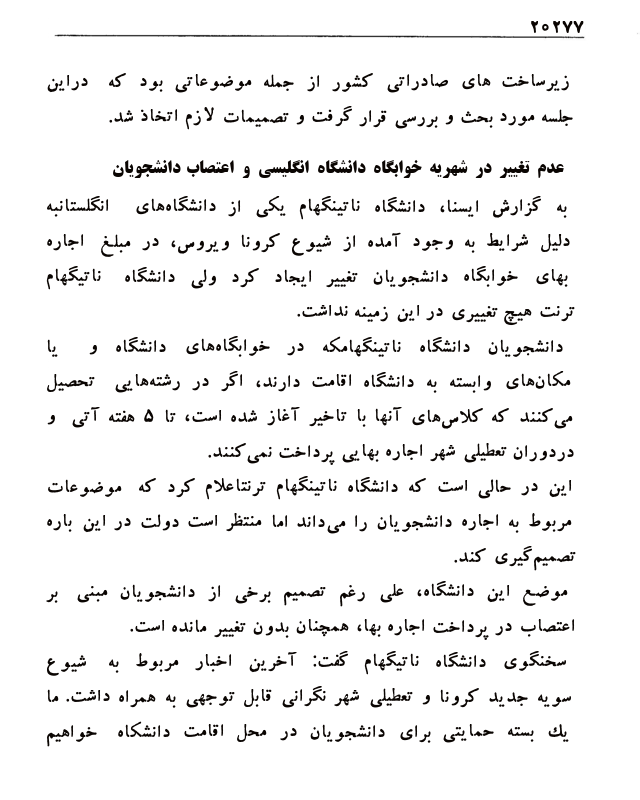 ۲۰۲۷۷
زیرساخت های صادراتی کشور از جمله موضوعاتی بود که دراین
جلسه مورد بحث و بررسی قرار گرفت و تصمیمات لازم اتخاذ شد.
عدم تغییر در شهریه خوابگاه دانشگاه انگلیسی و اعتصاب دانشجویان
به گزارش ایسنا، دانشگاه ناتینگهام یکی از دانشگاه‌های انگلستانبه
دلیل شرایط به وجود آمده از شیوع کرونا ویروس، در مبلغ اجاره
بهای خوابگاه دانشجویان تغییر ایجاد کرد ولی دانشگاه ناتیگهام
ترنت هیچ تغییری در این زمینه نداشت.
دانشجویان دانشگاه ناتینگهامکه در خوابگاه‌های دانشگاه و یا
مکان‌های وابسته به دانشگاه اقامت دارند، اگر در رشته‌هایی تحصیل
می‌کنند که کلاس‌های آنها با تاخیر آغاز شده است، تا ۵ هفته آتی و
دردوران تعطیلی شهر اجاره بهایی پرداخت نمی‌کنند.
این در حالی است که دانشگاه ناتینگهام ترنتاعلام کرد که موضوعات
مربوط به اجاره دانشجویان را می‌داند اما منتظر است دولت در این باره
تصمیم‌گیری کند.
موضع این دانشگاه، علی رغم تصمیم برخی از دانشجویان مبنی بر
اعتصاب در پرداخت اجاره بها، همچنان بدون تغییر مانده است.
سخنگوی دانشگاه ناتیگهام گفت: آخرین اخبار مربوط به شیوع
سویه جدید کرونا و تعطیلی شهر نگرانی قابل توجهی به همراه داشت. ما
یك بسته حمایتی برای دانشجویان در محل اقامت دانشکاه خواهیم